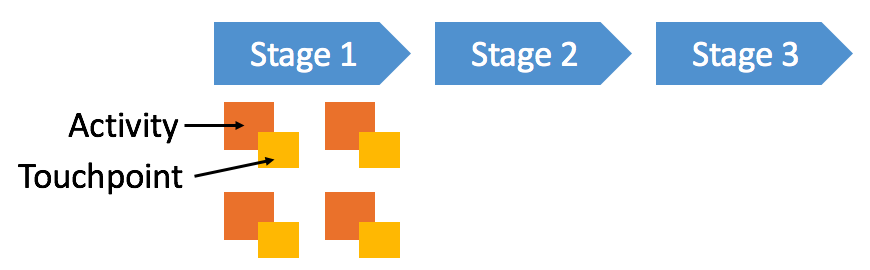 Stage 1
Stage 2
Stage 3
Activity
Touchpoint